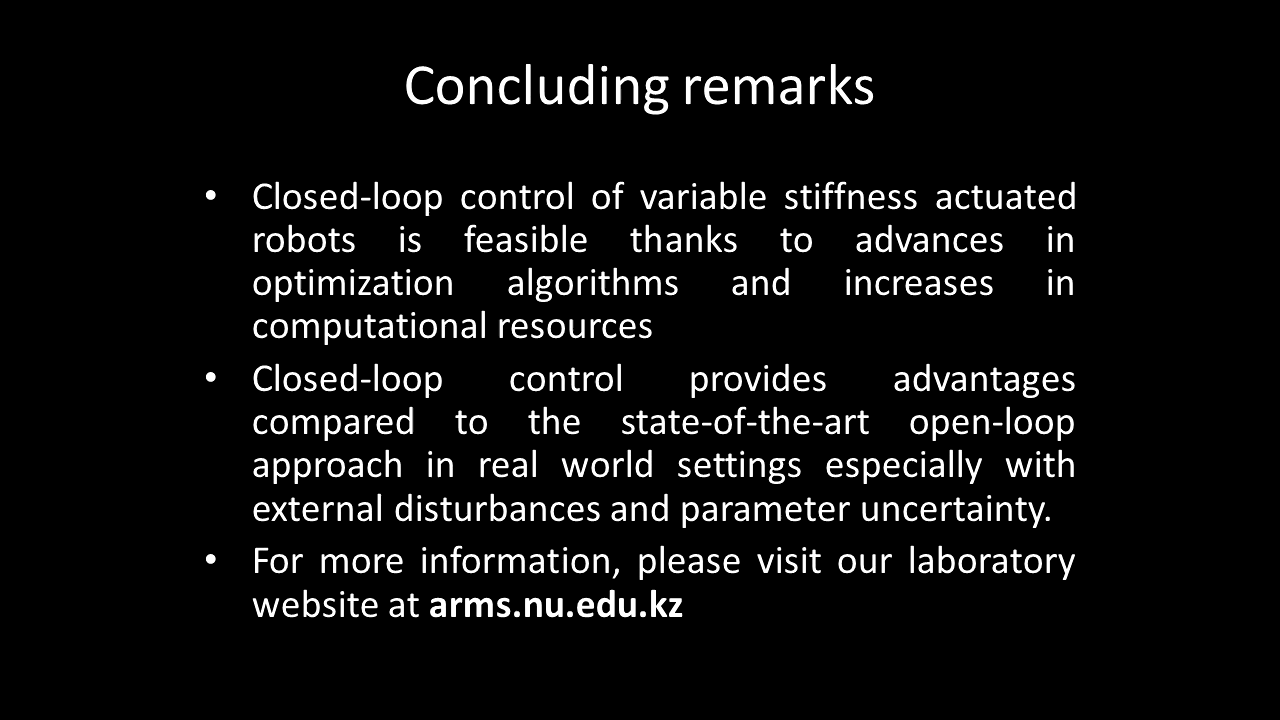 Concluding remarks
• Closed-loop control of variable stiffness actuated
robots is feasible thanks to advances in
optimization algorithms and increases in
computational resources
• Closed-loop control provides advantages
compared to the state-of-the-art open-loop
approach in real world settings especially with
external disturbances and parameter uncertainty.
• For more information, please visit our laboratory
website at arms.nu.edu.kz